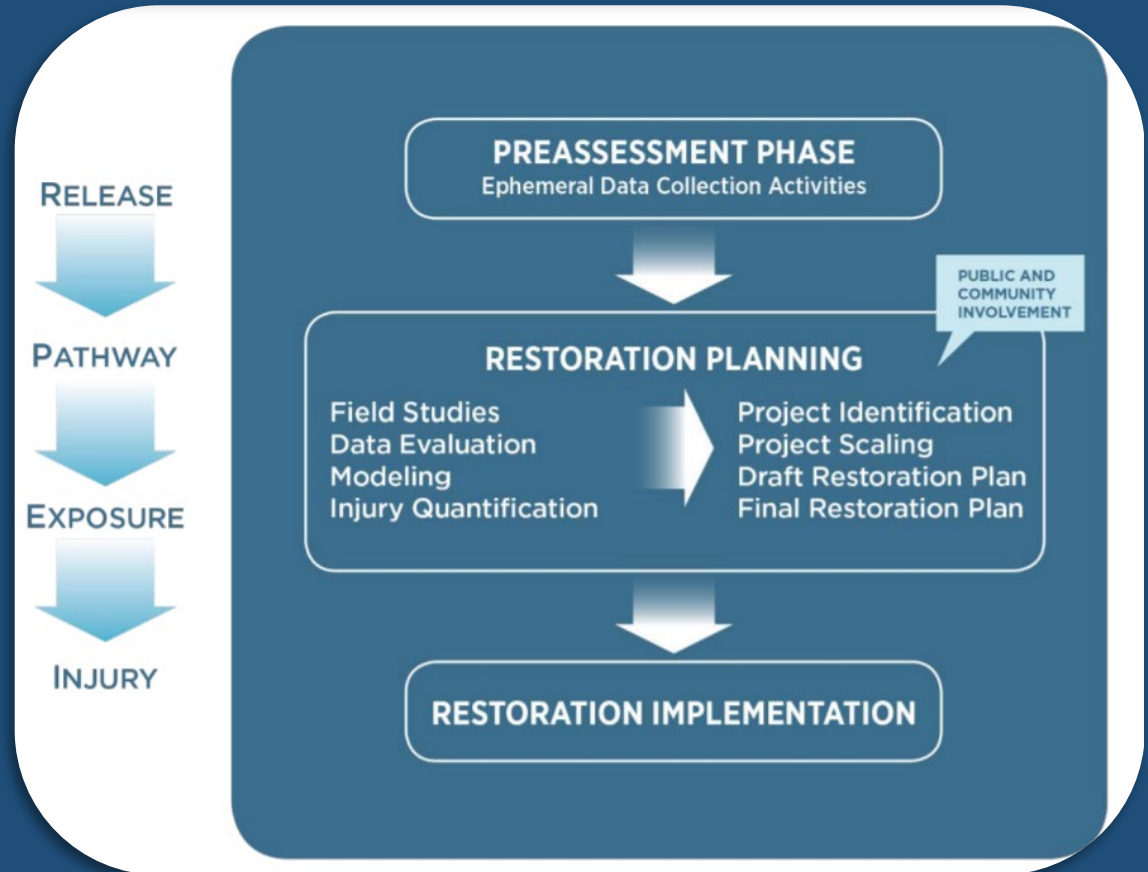 RELEASE
PATHWAY
EXPOSURE
INJURY
PREASSESSMENT PHASE
Ephemeral Data Collection Activities
PUBLIC AND
COMMUNITY
INVOLVEMENT
RESTORATION PLANNING
Field Studies
Data Evaluation
Modeling
Injury Quantification
Project Identification
Project Scaling
Draft Restoration Plan
Final Restoration Plan
RESTORATION IMPLEMENTATION